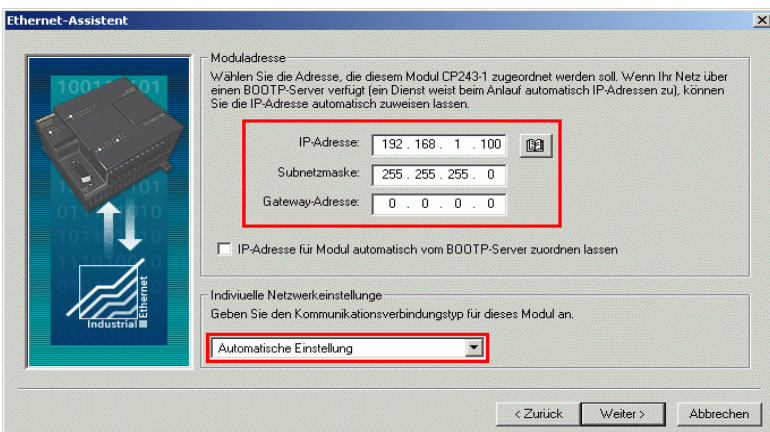 Ethernet-Assistent
Moduladresse
Wählen Sie die Adresse, die diesem Modul CP243-1 zugeordnet werden soll. Wenn Ihr Netz über
einen BOOTP-Server verfügt (ein Dienst weist beim Anlauf automatisch IP-Adressen zu), können
Sie die IP-Adresse automatisch zuweisen lassen.
IP-Adresse: 192 . 168 . 1 . 100
Subnetzmaske: 255 . 255 . 255 . 0
Gateway-Adresse: 0 . 0 . 0 . 0
IP-Adresse für Modul automatisch vom BOOTP-Server zuordnen lassen
Indiviuelle Netzwerkeinstellunge
Geben Sie den Kommunikationsverbindungstyp für dieses Modul an.
Automatische Einstellung
Industrial
Ethernet
< Zurück
Weiter >
Abbrechen